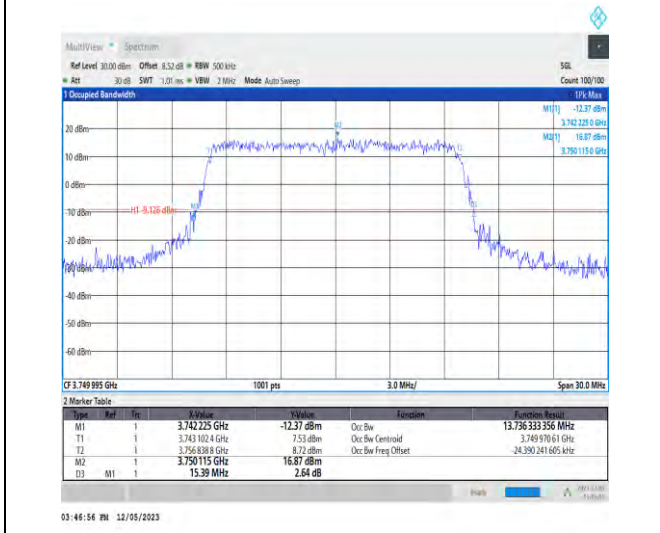 MultiView Spectrum
Ref Level 30.00 dBm Offset 8.52 dB RBW 500 kHz SGL
Att 30 dB SWT 1.01 ms VBW 2 MHz Mode Auto Sweep Count 100/100
1 Occupied Bandwidth 1Pk Max
M1[1] -12.37 dBm
3.742 225 0 GHz
M2[1] 16.87 dBm
3.750 115 0 GHz
M2
20 dBm
T1 T2
10 dBm
0 dBm
-10 dBm H1 -9.126 dBm M1 D3
-20 dBm
-30 dBm
-40 dBm
-50 dBm
-60 dBm
CF 3.749 995 GHz 1001 pts 3.0 MHz/ Span 30.0 MHz
2 Marker Table
Type Ref Trc X-Value Y-Value Function Function Result
M1 1 3.742 225 GHz -12.37 dBm Occ Bw 13.736 333 356 MHz
T1 1 3.743 102 4 GHz 7.53 dBm Occ Bw Centroid 3.749 970 61 GHz
T2 1 3.756 838 8 GHz 8.72 dBm Occ Bw Freq Offset -24.390 241 605 kHz
M2 1 3.750 115 GHz 16.87 dBm
D3 M1 1 15.39 MHz 2.64 dB
Ready
03:46:56 PM 12/05/2023